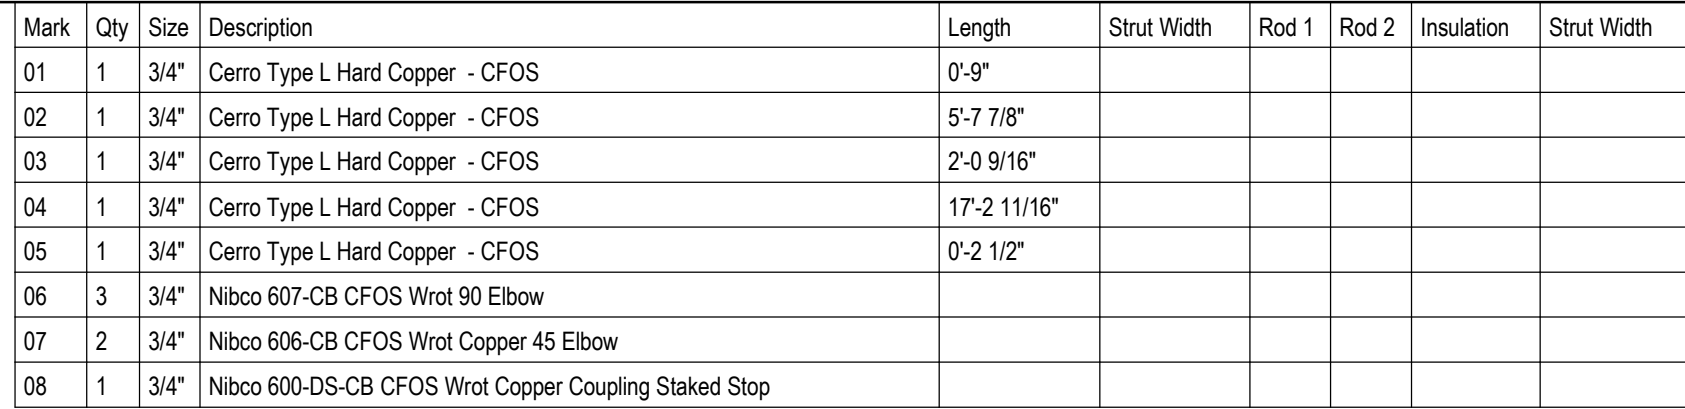 Mark Qty Size Description Length Strut Width Rod 1 Rod 2 Insulation Strut Width
01 1 3/4" Cerro Type L Hard Copper - CFOS 0'-9"
02 1 3/4" Cerro Type L Hard Copper - CFOS 5'-7 7/8"
03 1 3/4" Cerro Type L Hard Copper - CFOS 2'-0 9/16"
04 1 3/4" Cerro Type L Hard Copper - CFOS 17'-2 11/16"
05 1 3/4" Cerro Type L Hard Copper - CFOS 0'-2 1/2"
06 3 3/4" Nibco 607-CB CFOS Wrot 90 Elbow
07 2 3/4" Nibco 606-CB CFOS Wrot Copper 45 Elbow
08 1 3/4" Nibco 600-DS-CB CFOS Wrot Copper Coupling Staked Stop